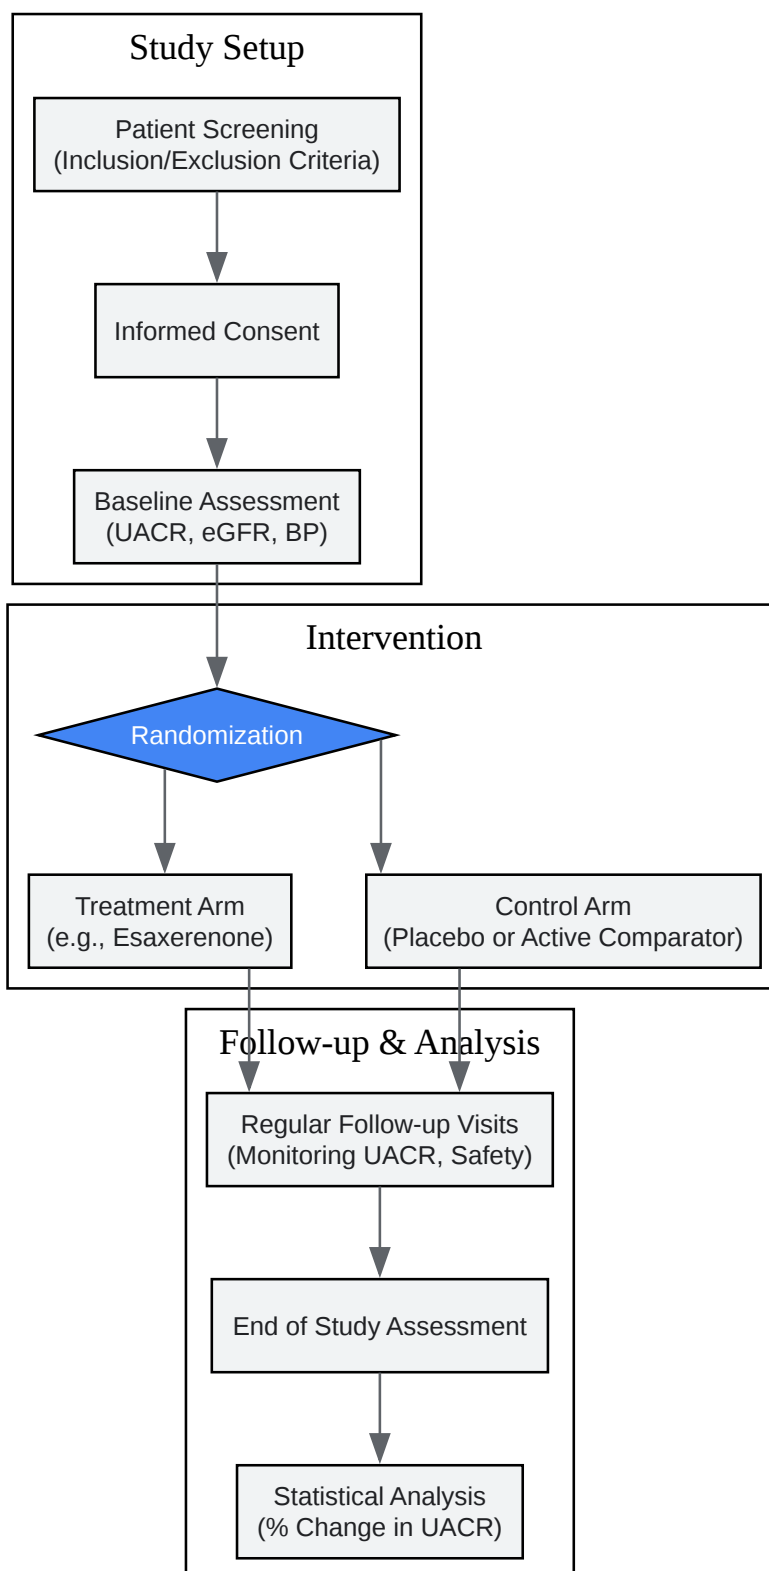 Study Setup
Patient Screening
(Inclusion/Exclusion Criteria)
Informed Consent
Baseline Assessment
(UACR, eGFR, BP)
Intervention
Randomization
Treatment Arm
(e.g., Esaxerenone)
Control Arm
(Placebo or Active Comparator)
Follow-up & Analysis
Regular Follow-up Visits
(Monitoring UACR, Safety)
End of Study Assessment
Statistical Analysis
(% Change in UACR)